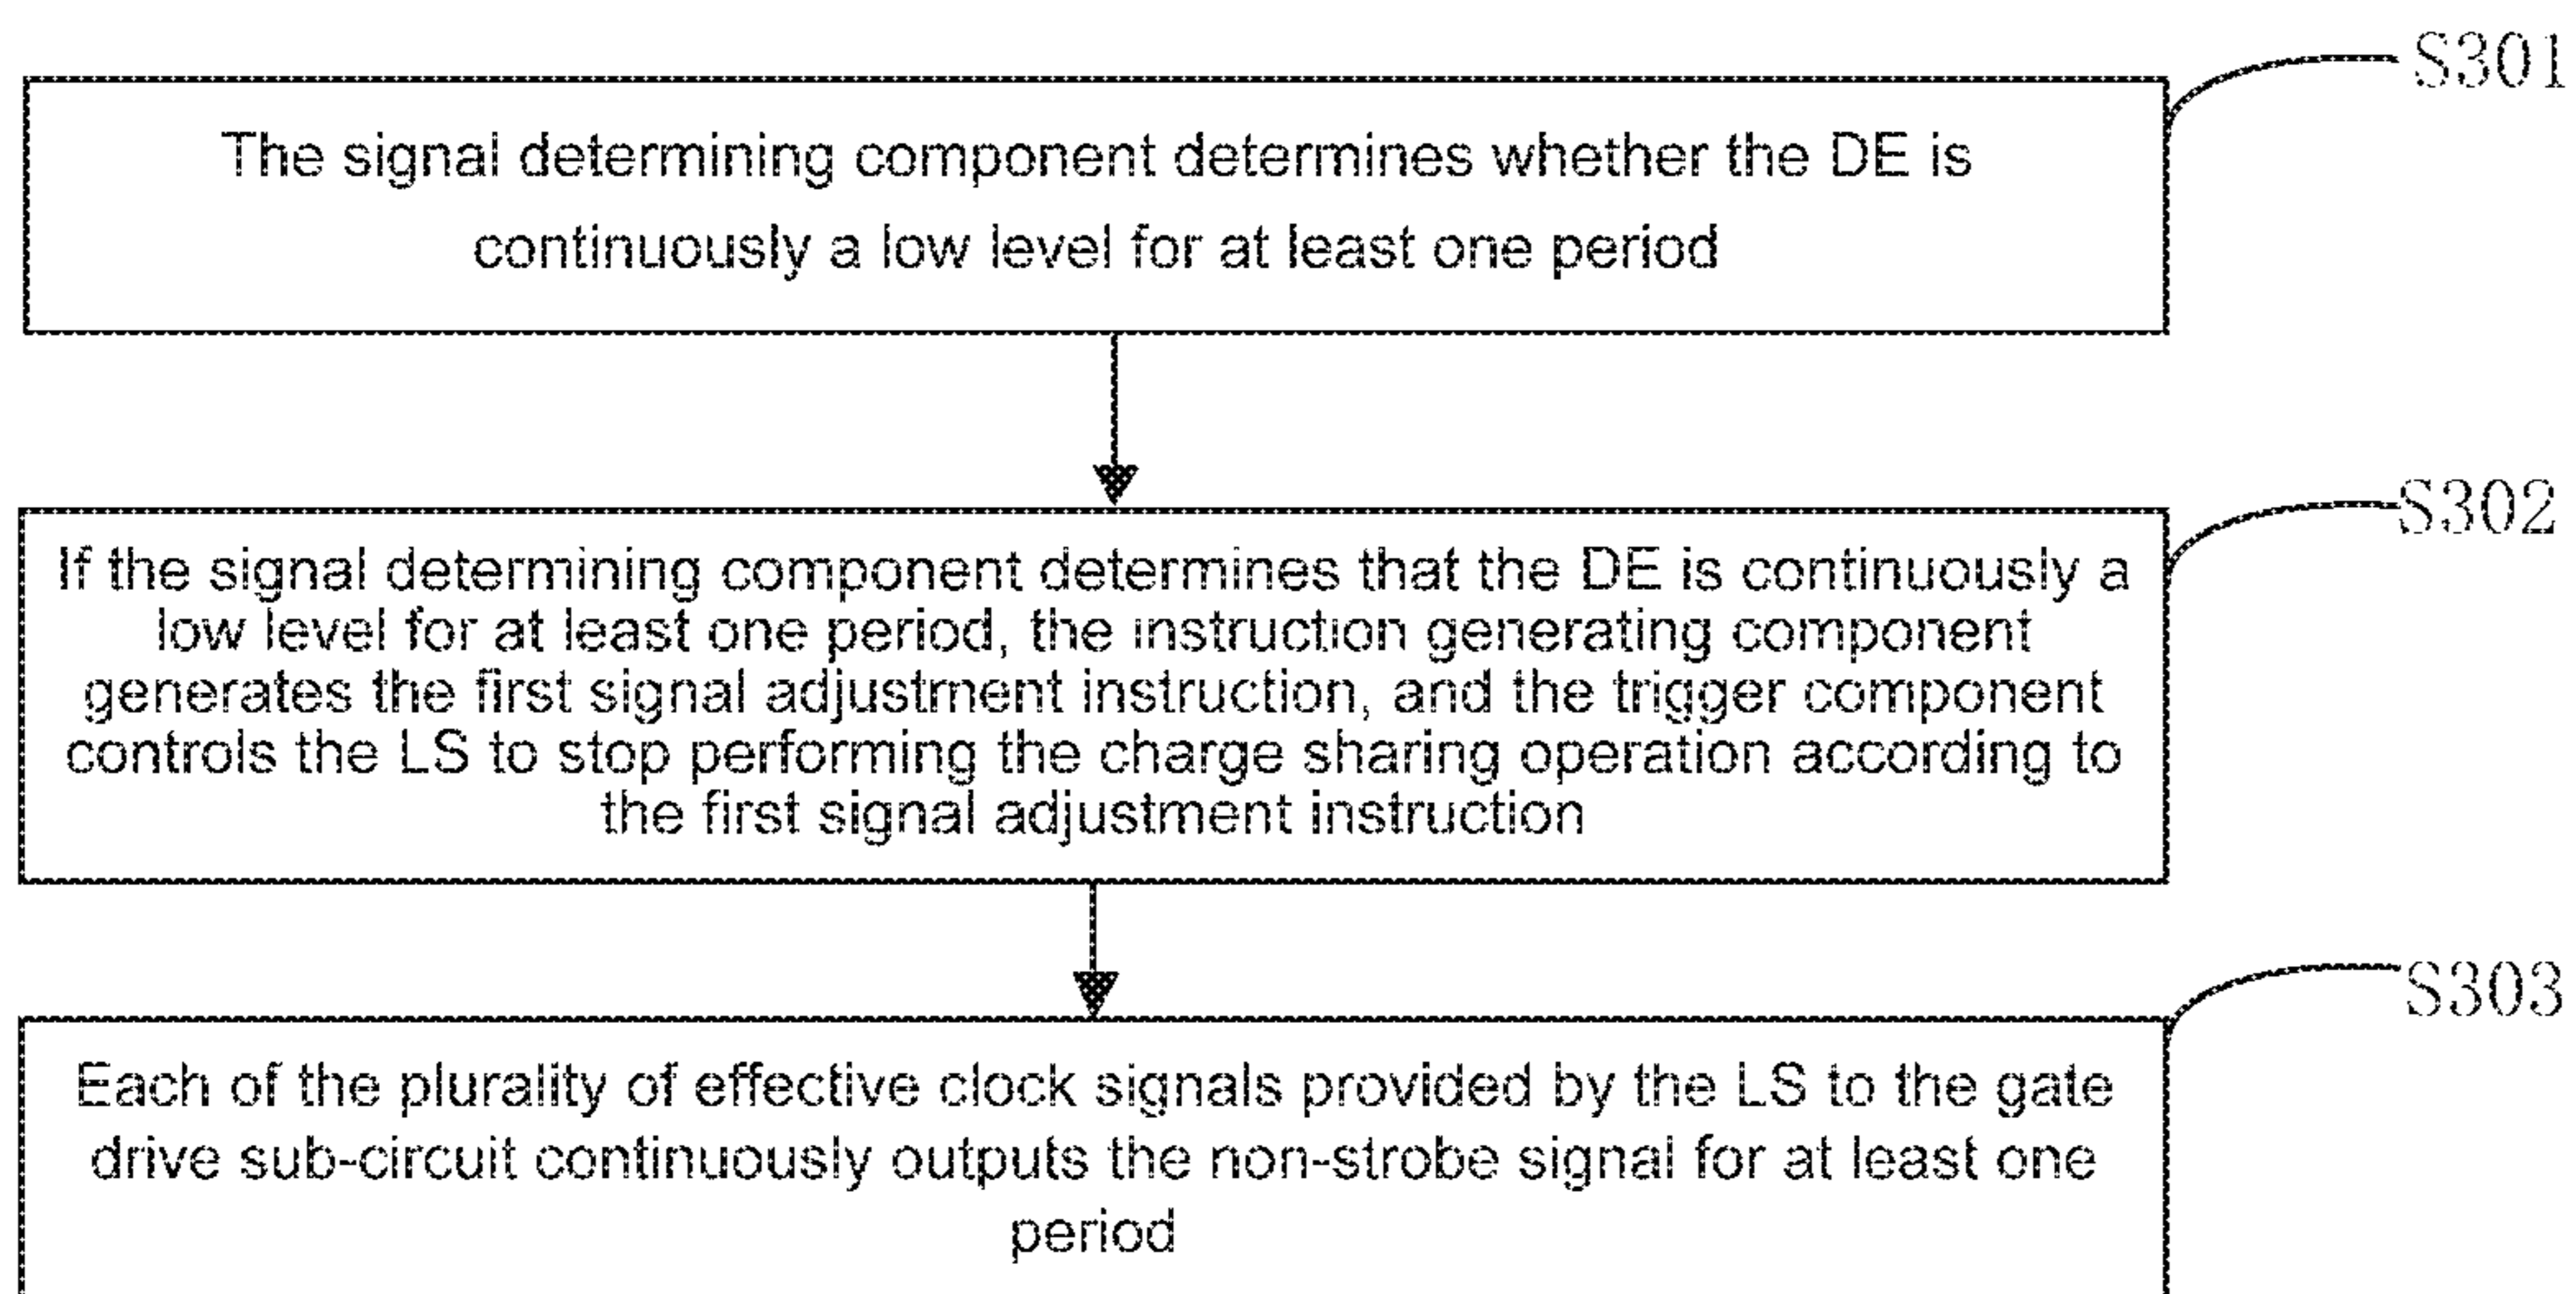 S301
The signal determining component determines whether the DE is
continuously a low level for at least one period
S302
If the signal determining component determines that the DE is continuously a
low level for at least one period, the instruction generating component
generates the first signal adjustment instruction, and the trigger component
controls the LS to stop performing the charge sharing operation according to
the first signal adjustment instruction
S303
Each of the plurality of effective clock signals provided by the LS to the gate
drive sub-circuit continuously outputs the non-strobe signal for at least one
period